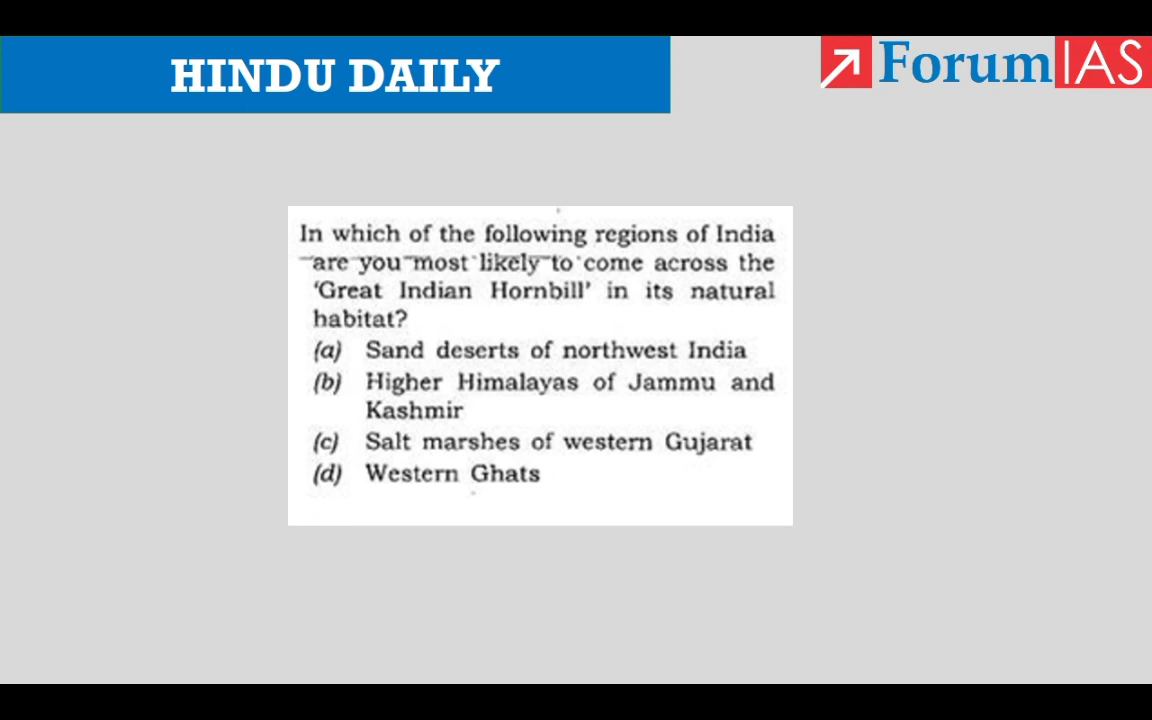 HINDU DAILY
ForumIAS
In which of the following regions of India
are you most likely to come across the
‘Great Indian Hornbill’ in its natural
habitat?
(a) Sand deserts of northwest India
(b) Higher Himalayas of Jammu and
Kashmir
(c) Salt marshes of western Gujarat
(d) Western Ghats